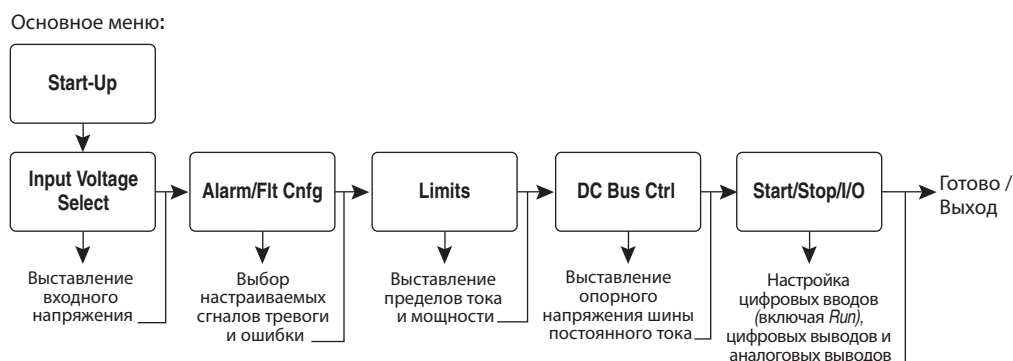 Основное меню:
Start-Up
Input Voltage
Select
Alarm/Flt Cnfg
Limits
DC Bus Ctrl
Start/Stop/I/O
Готово /
Выход
Выставление
входного
напряжения
Выбор
настраиваемых
сгналов тревоги
и ошибки
Выставление
пределов тока
и мощности
Выставление
опорного
напряжения шины
постоянного тока
Настройка
цифровых вводов
(включая Run),
цифровых выводов и
аналоговых выводов